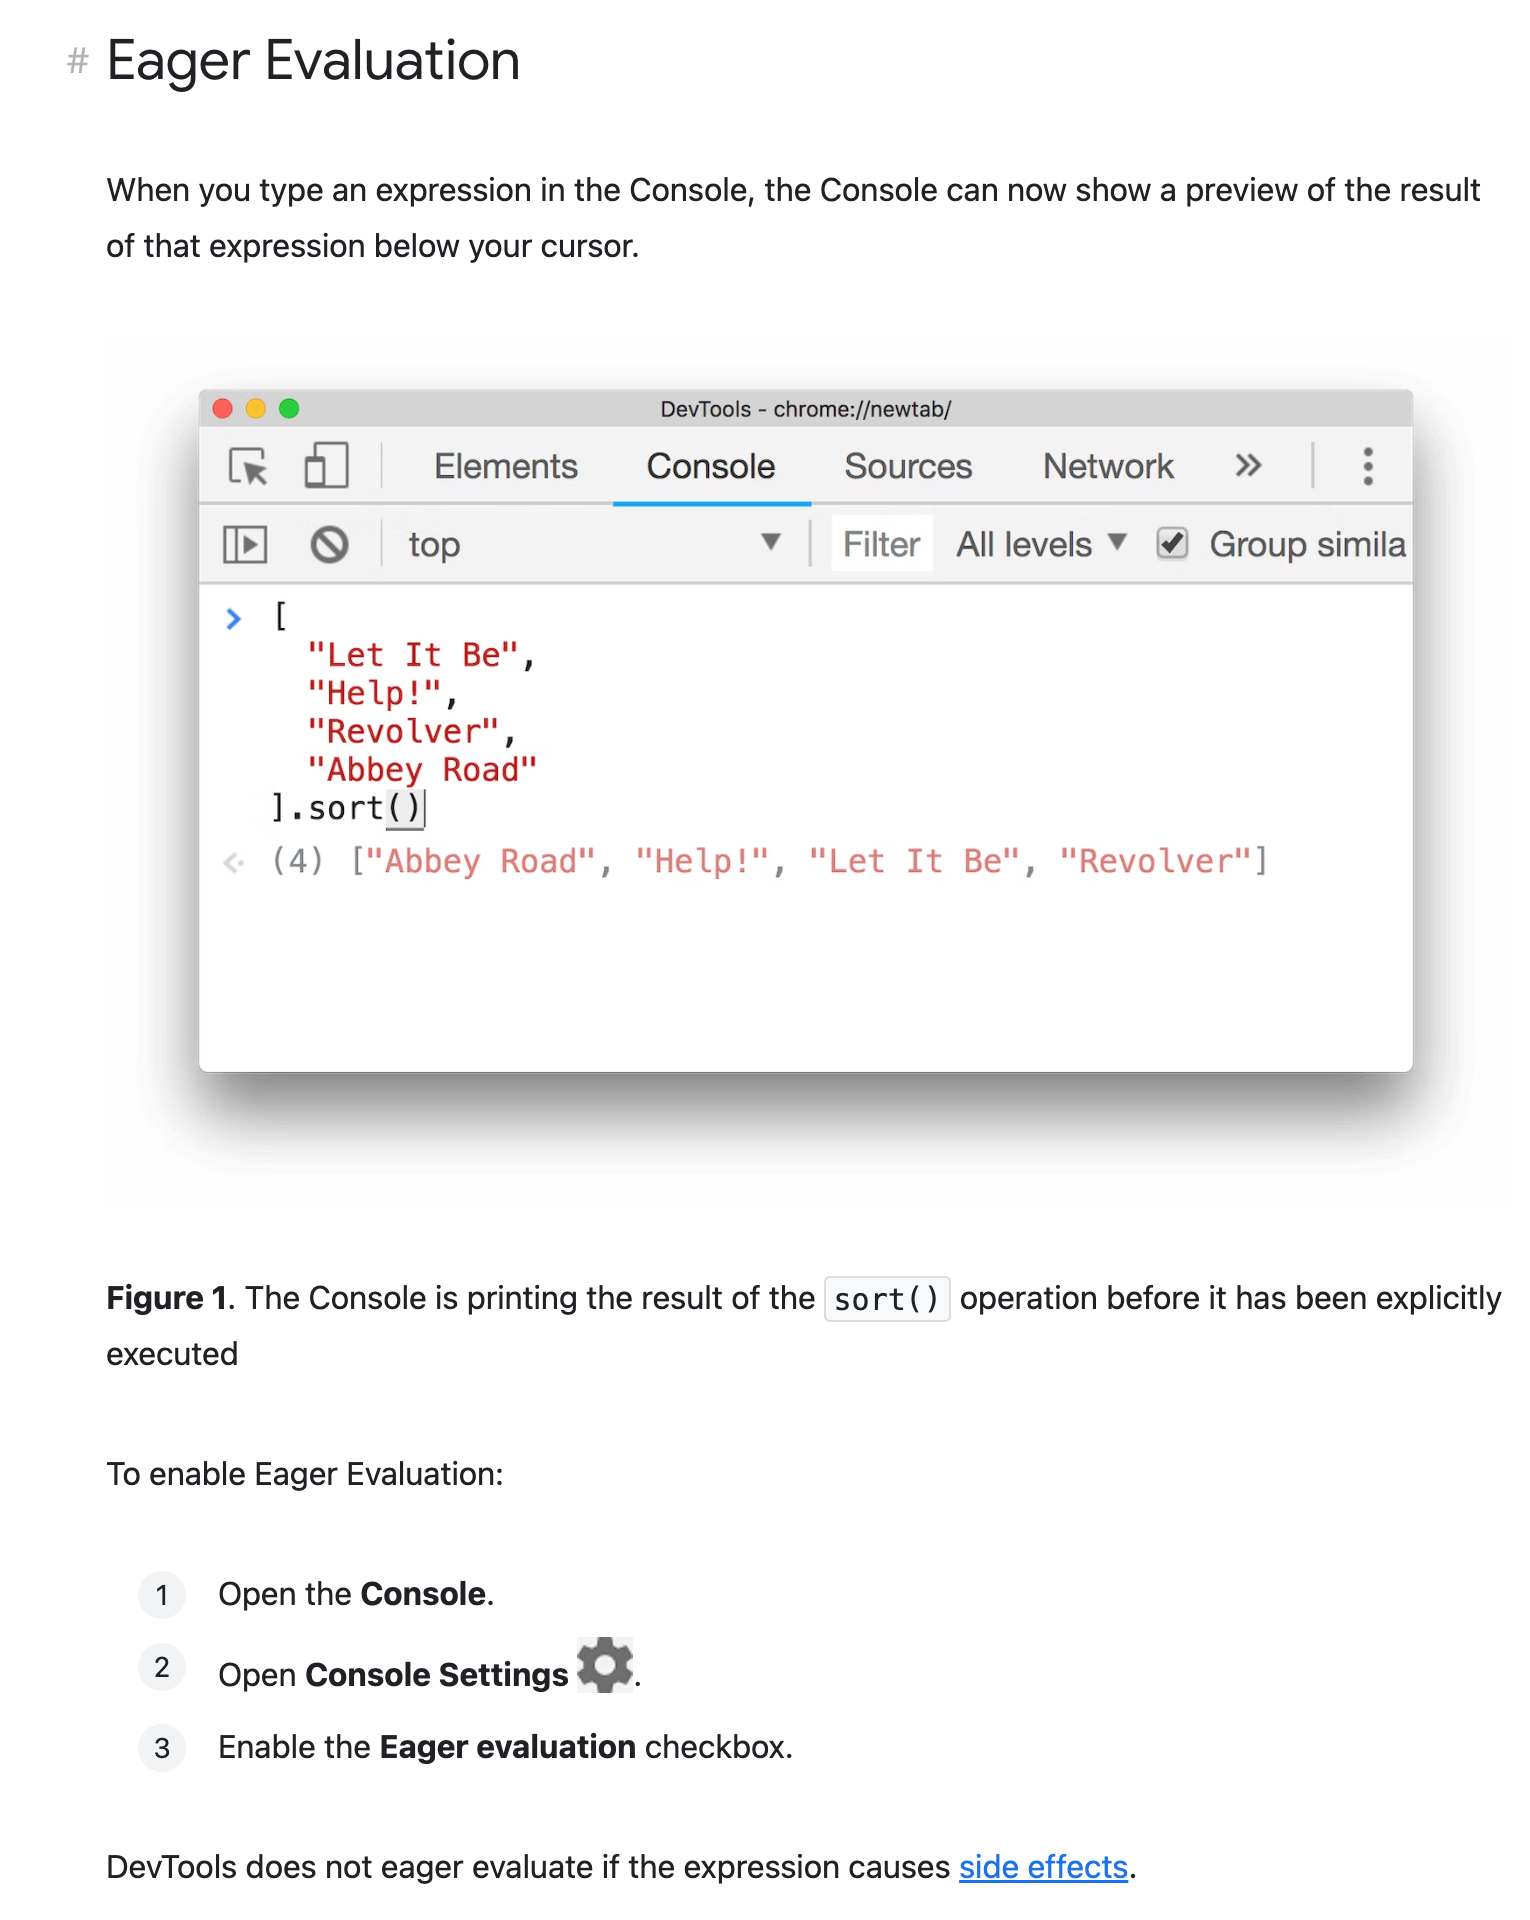 # Eager Evaluation
When you type an expression in the Console, the Console can now show a preview of the result
of that expression below your cursor.
DevTools - chrome://newtab/
Elements Console Sources Network »
top ▼ Filter All levels ▼ Group simila
> [
"Let It Be",
"Help!",
"Revolver",
"Abbey Road"
].sort()
(4) ["Abbey Road", "Help!", "Let It Be", "Revolver"]
Figure 1. The Console is printing the result of the sort() operation before it has been explicitly
executed
To enable Eager Evaluation:
1 Open the Console.
2 Open Console Settings .
3 Enable the Eager evaluation checkbox.
DevTools does not eager evaluate if the expression causes side effects.